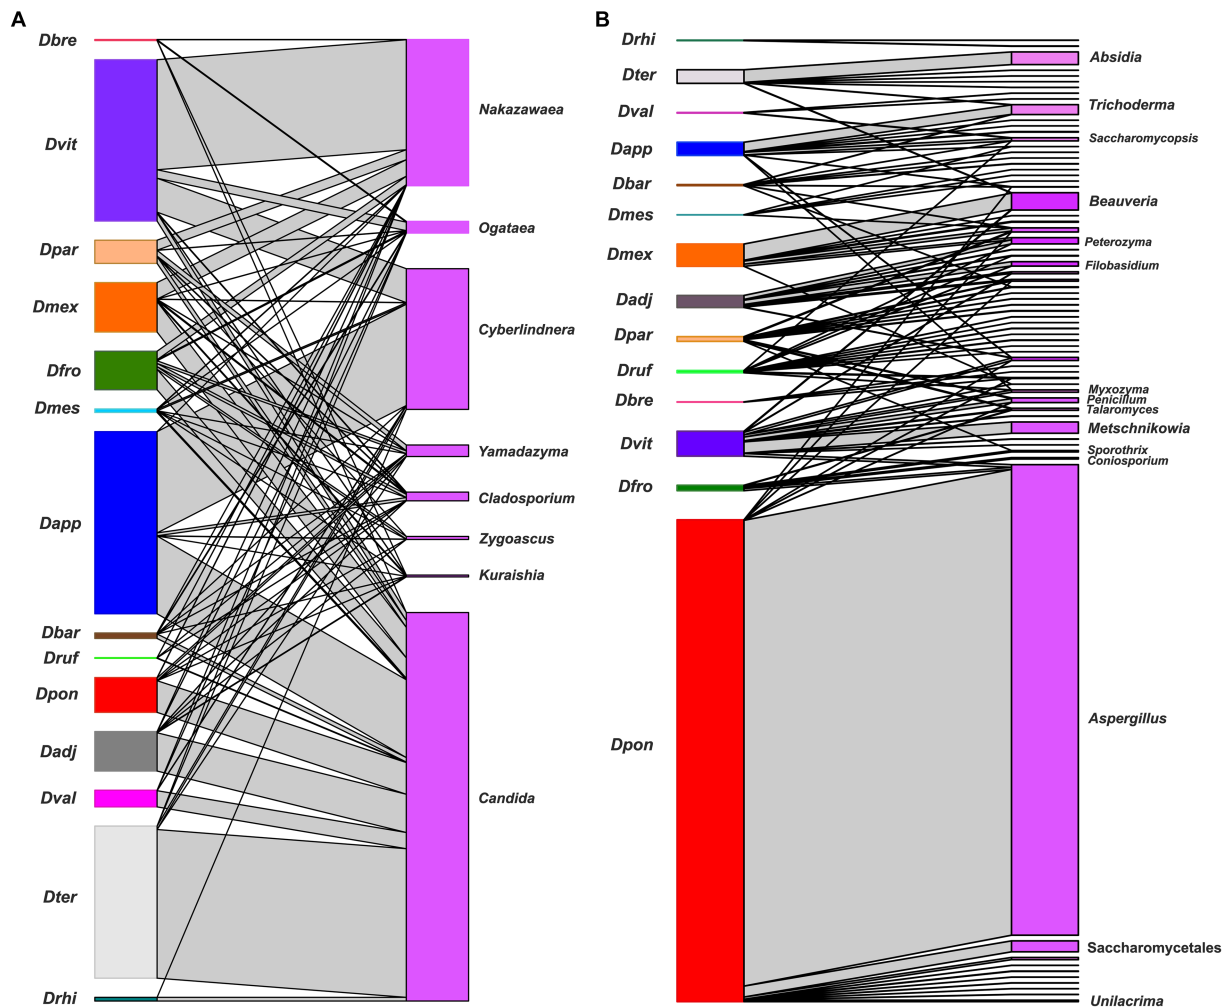 A
Dbre
Dvit
Dpar
Dmex
Dfro
Dmes
Dapp
Dbar
Druf
Dpon
Dadj
Dval
Dter
Drhi
Nakazawaea
Ogataea
Cyberlindnera
Yamadazyma
Cladosporium
Zygoascus
Kuraishia
Candida
B
Drhi
Dter
Dval
Dapp
Dbar
Dmes
Dmex
Dadj
Dpar
Druf
Dbre
Dvit
Dfro
Dpon
Absidia
Trichoderma
Saccharomycopsis
Beauveria
Peterozyma
Filobasidium
Myxozyma
Penicillum
Talaromyces
Metschnikowia
Sporothrix
Coniosporium
Aspergillus
Saccharomycetales
Unilacrima